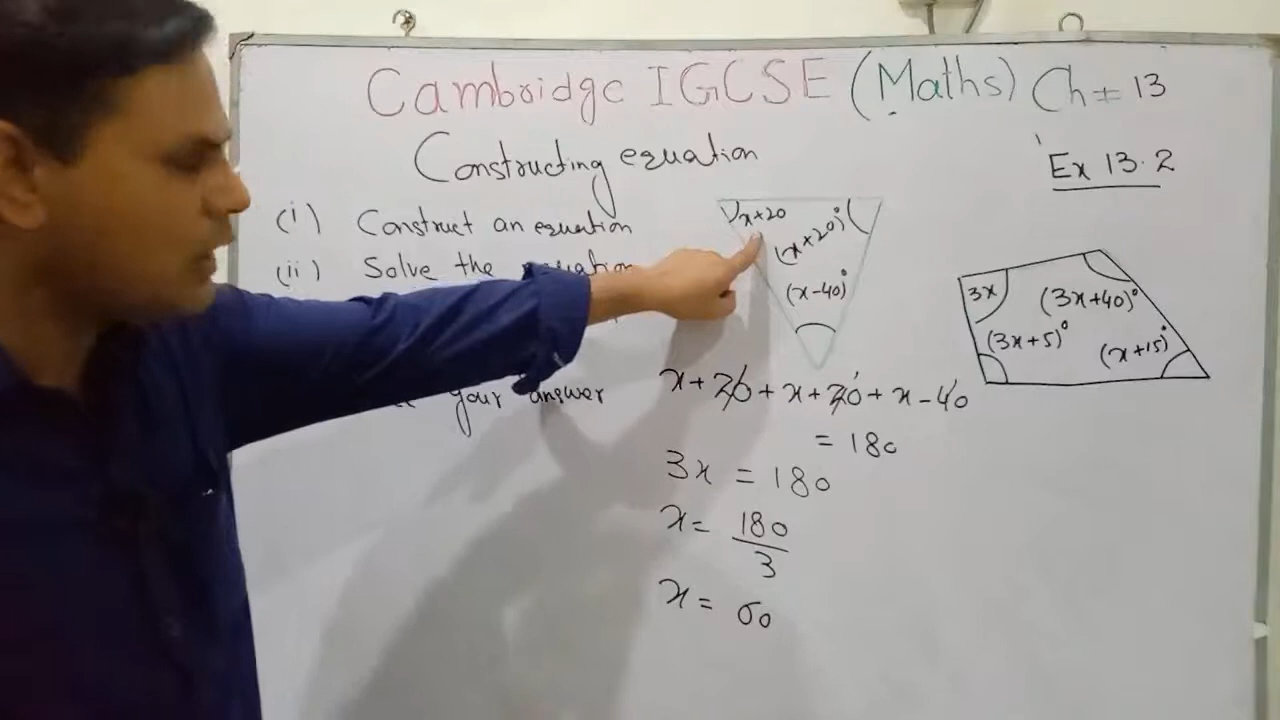 Cambridge IGCSE (Maths) Ch = 13
Constructing equation
Ex 13.2
(i) Construct an equation
(ii) Solve the equation
your answer
x+20
(x+20)°
(x-40)°
3x
(3x+40)°
(3x+5)°
(x+15)°
x + 20 + x + 20 + x - 40
= 180
3x = 180
x = 180
3
x = 60